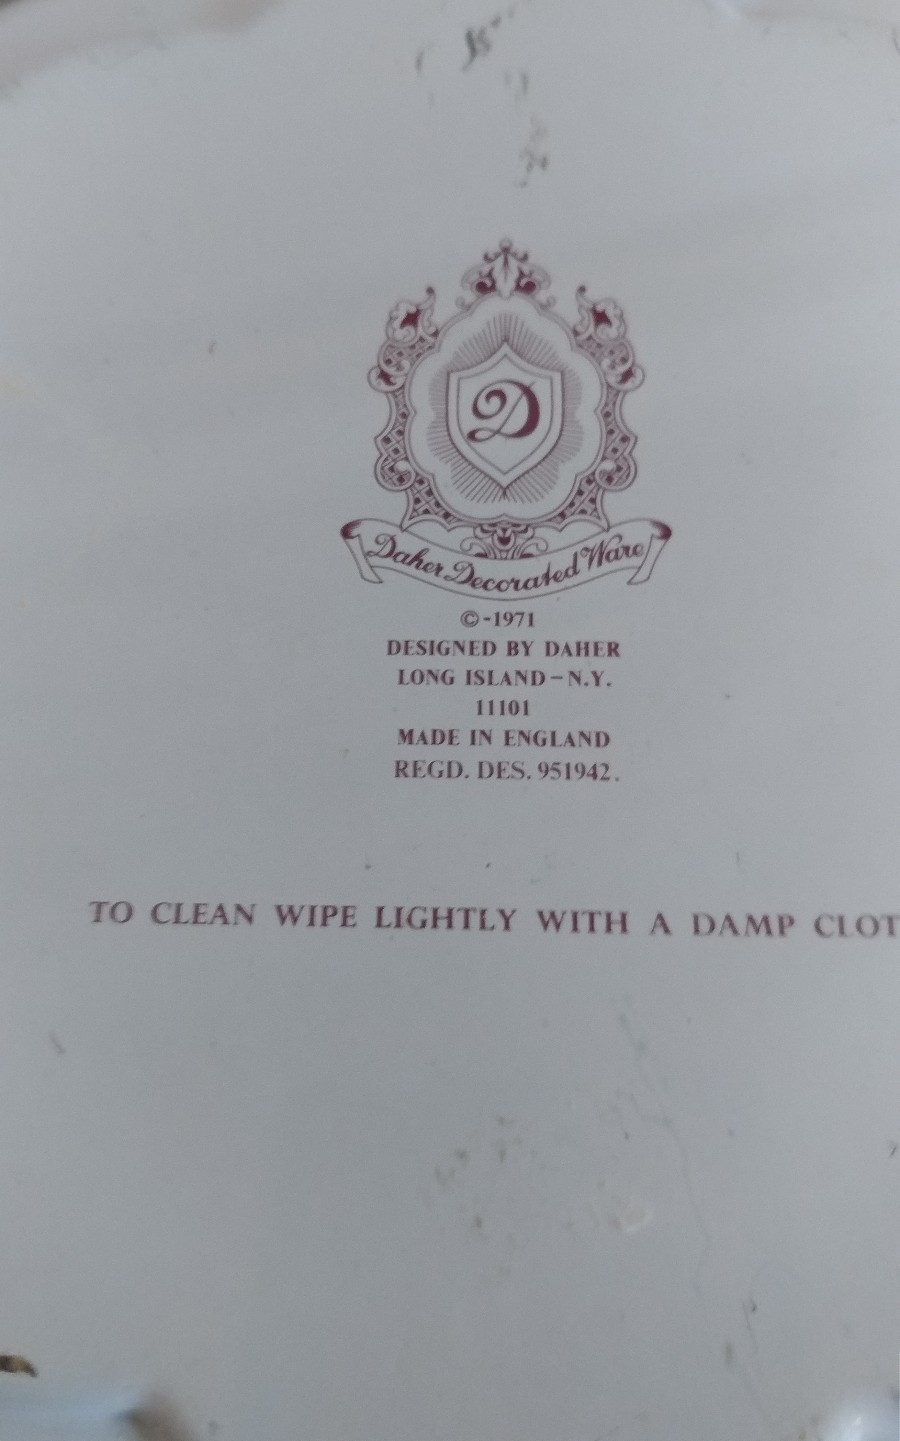 D
Daher Decorated Ware
©-1971
DESIGNED BY DAHER
LONG ISLAND-N.Y.
11101
MADE IN ENGLAND
REGD. DES. 951942.
TO CLEAN WIPE LIGHTLY WITH A DAMP CLOT